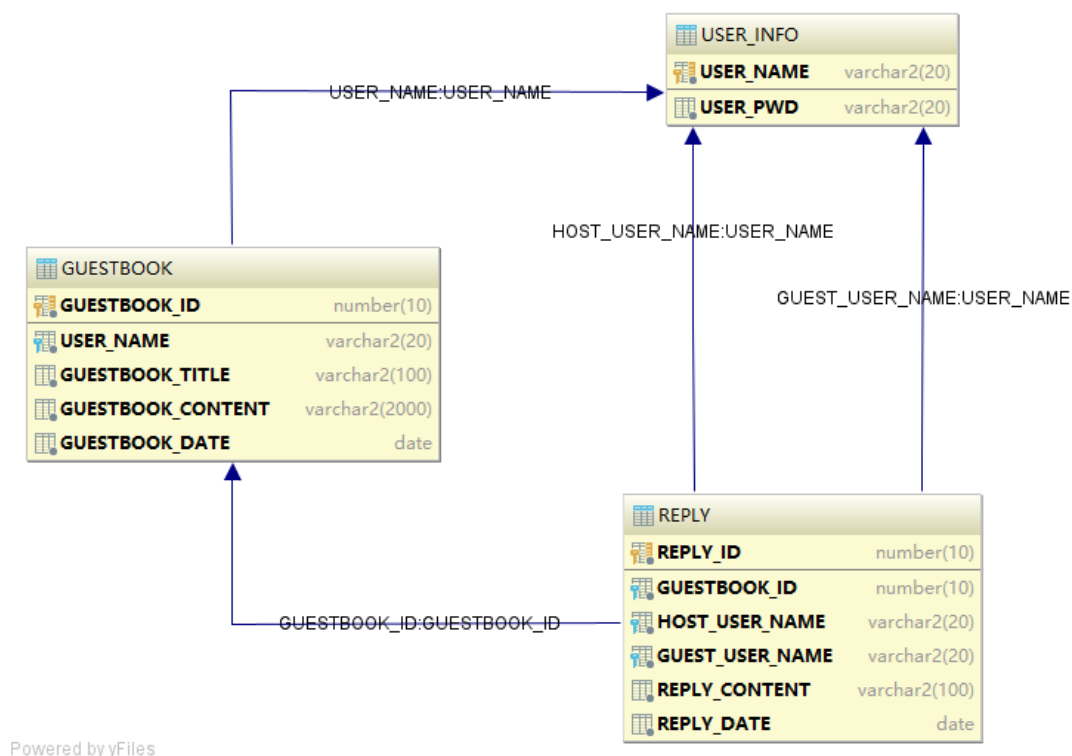 USER_INFO
USER_NAME varchar2(20)
USER_PWD varchar2(20)
USER_NAME:USER_NAME
HOST_USER_NAME:USER_NAME
GUEST_USER_NAME:USER_NAME
GUESTBOOK
GUESTBOOK_ID number(10)
USER_NAME varchar2(20)
GUESTBOOK_TITLE varchar2(100)
GUESTBOOK_CONTENT varchar2(2000)
GUESTBOOK_DATE date
REPLY
REPLY_ID number(10)
GUESTBOOK_ID number(10)
HOST_USER_NAME varchar2(20)
GUEST_USER_NAME varchar2(20)
REPLY_CONTENT varchar2(100)
REPLY_DATE date
GUESTBOOK_ID:GUESTBOOK_ID
Powered by yFiles